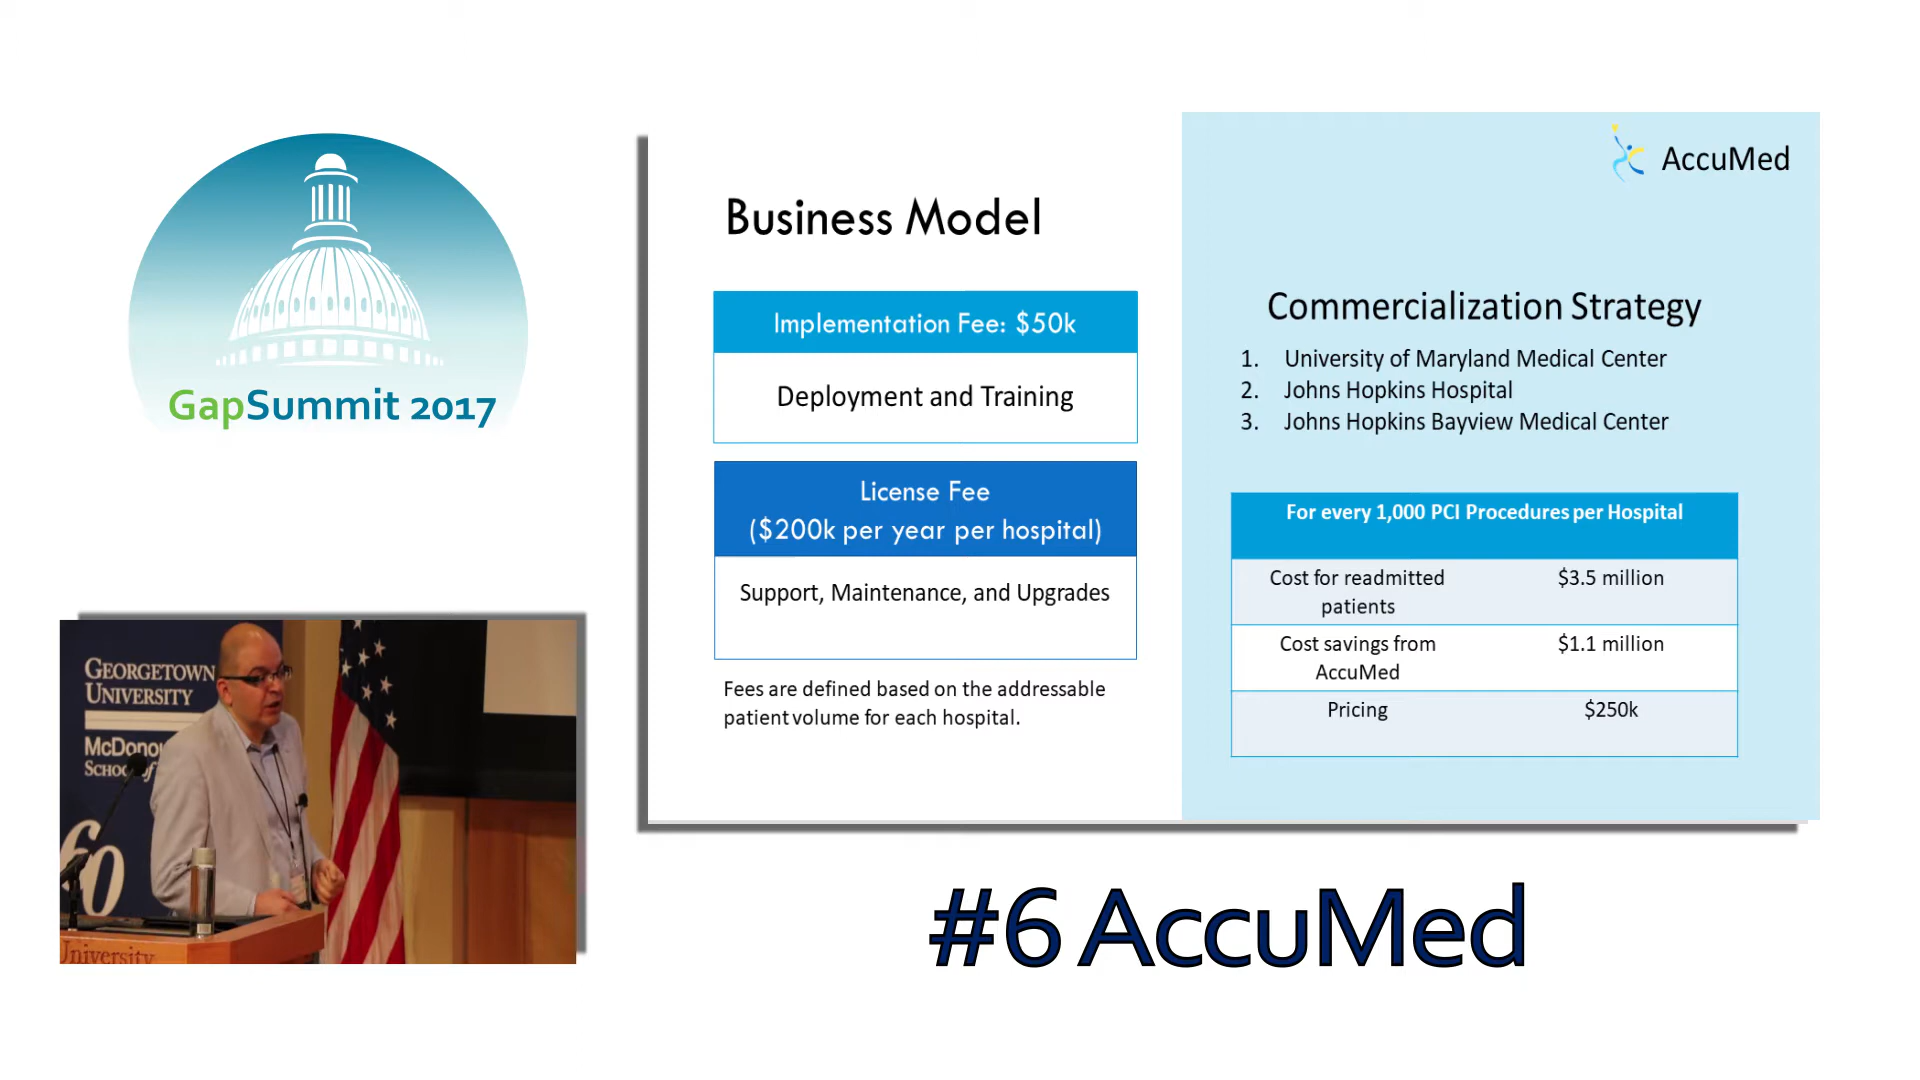 GapSummit 2017
Business Model
Implementation Fee: $50k
Deployment and Training
License Fee
($200k per year per hospital)
Support, Maintenance, and Upgrades
Fees are defined based on the addressable
patient volume for each hospital.
AccuMed
Commercialization Strategy
1. University of Maryland Medical Center
2. Johns Hopkins Hospital
3. Johns Hopkins Bayview Medical Center
For every 1,000 PCI Procedures per Hospital
Cost for readmitted $3.5 million
patients
Cost savings from $1.1 million
AccuMed
Pricing $250k
GEORGETOWN
UNIVERSITY
McDono
SCHOO of
University
#6 AccuMed